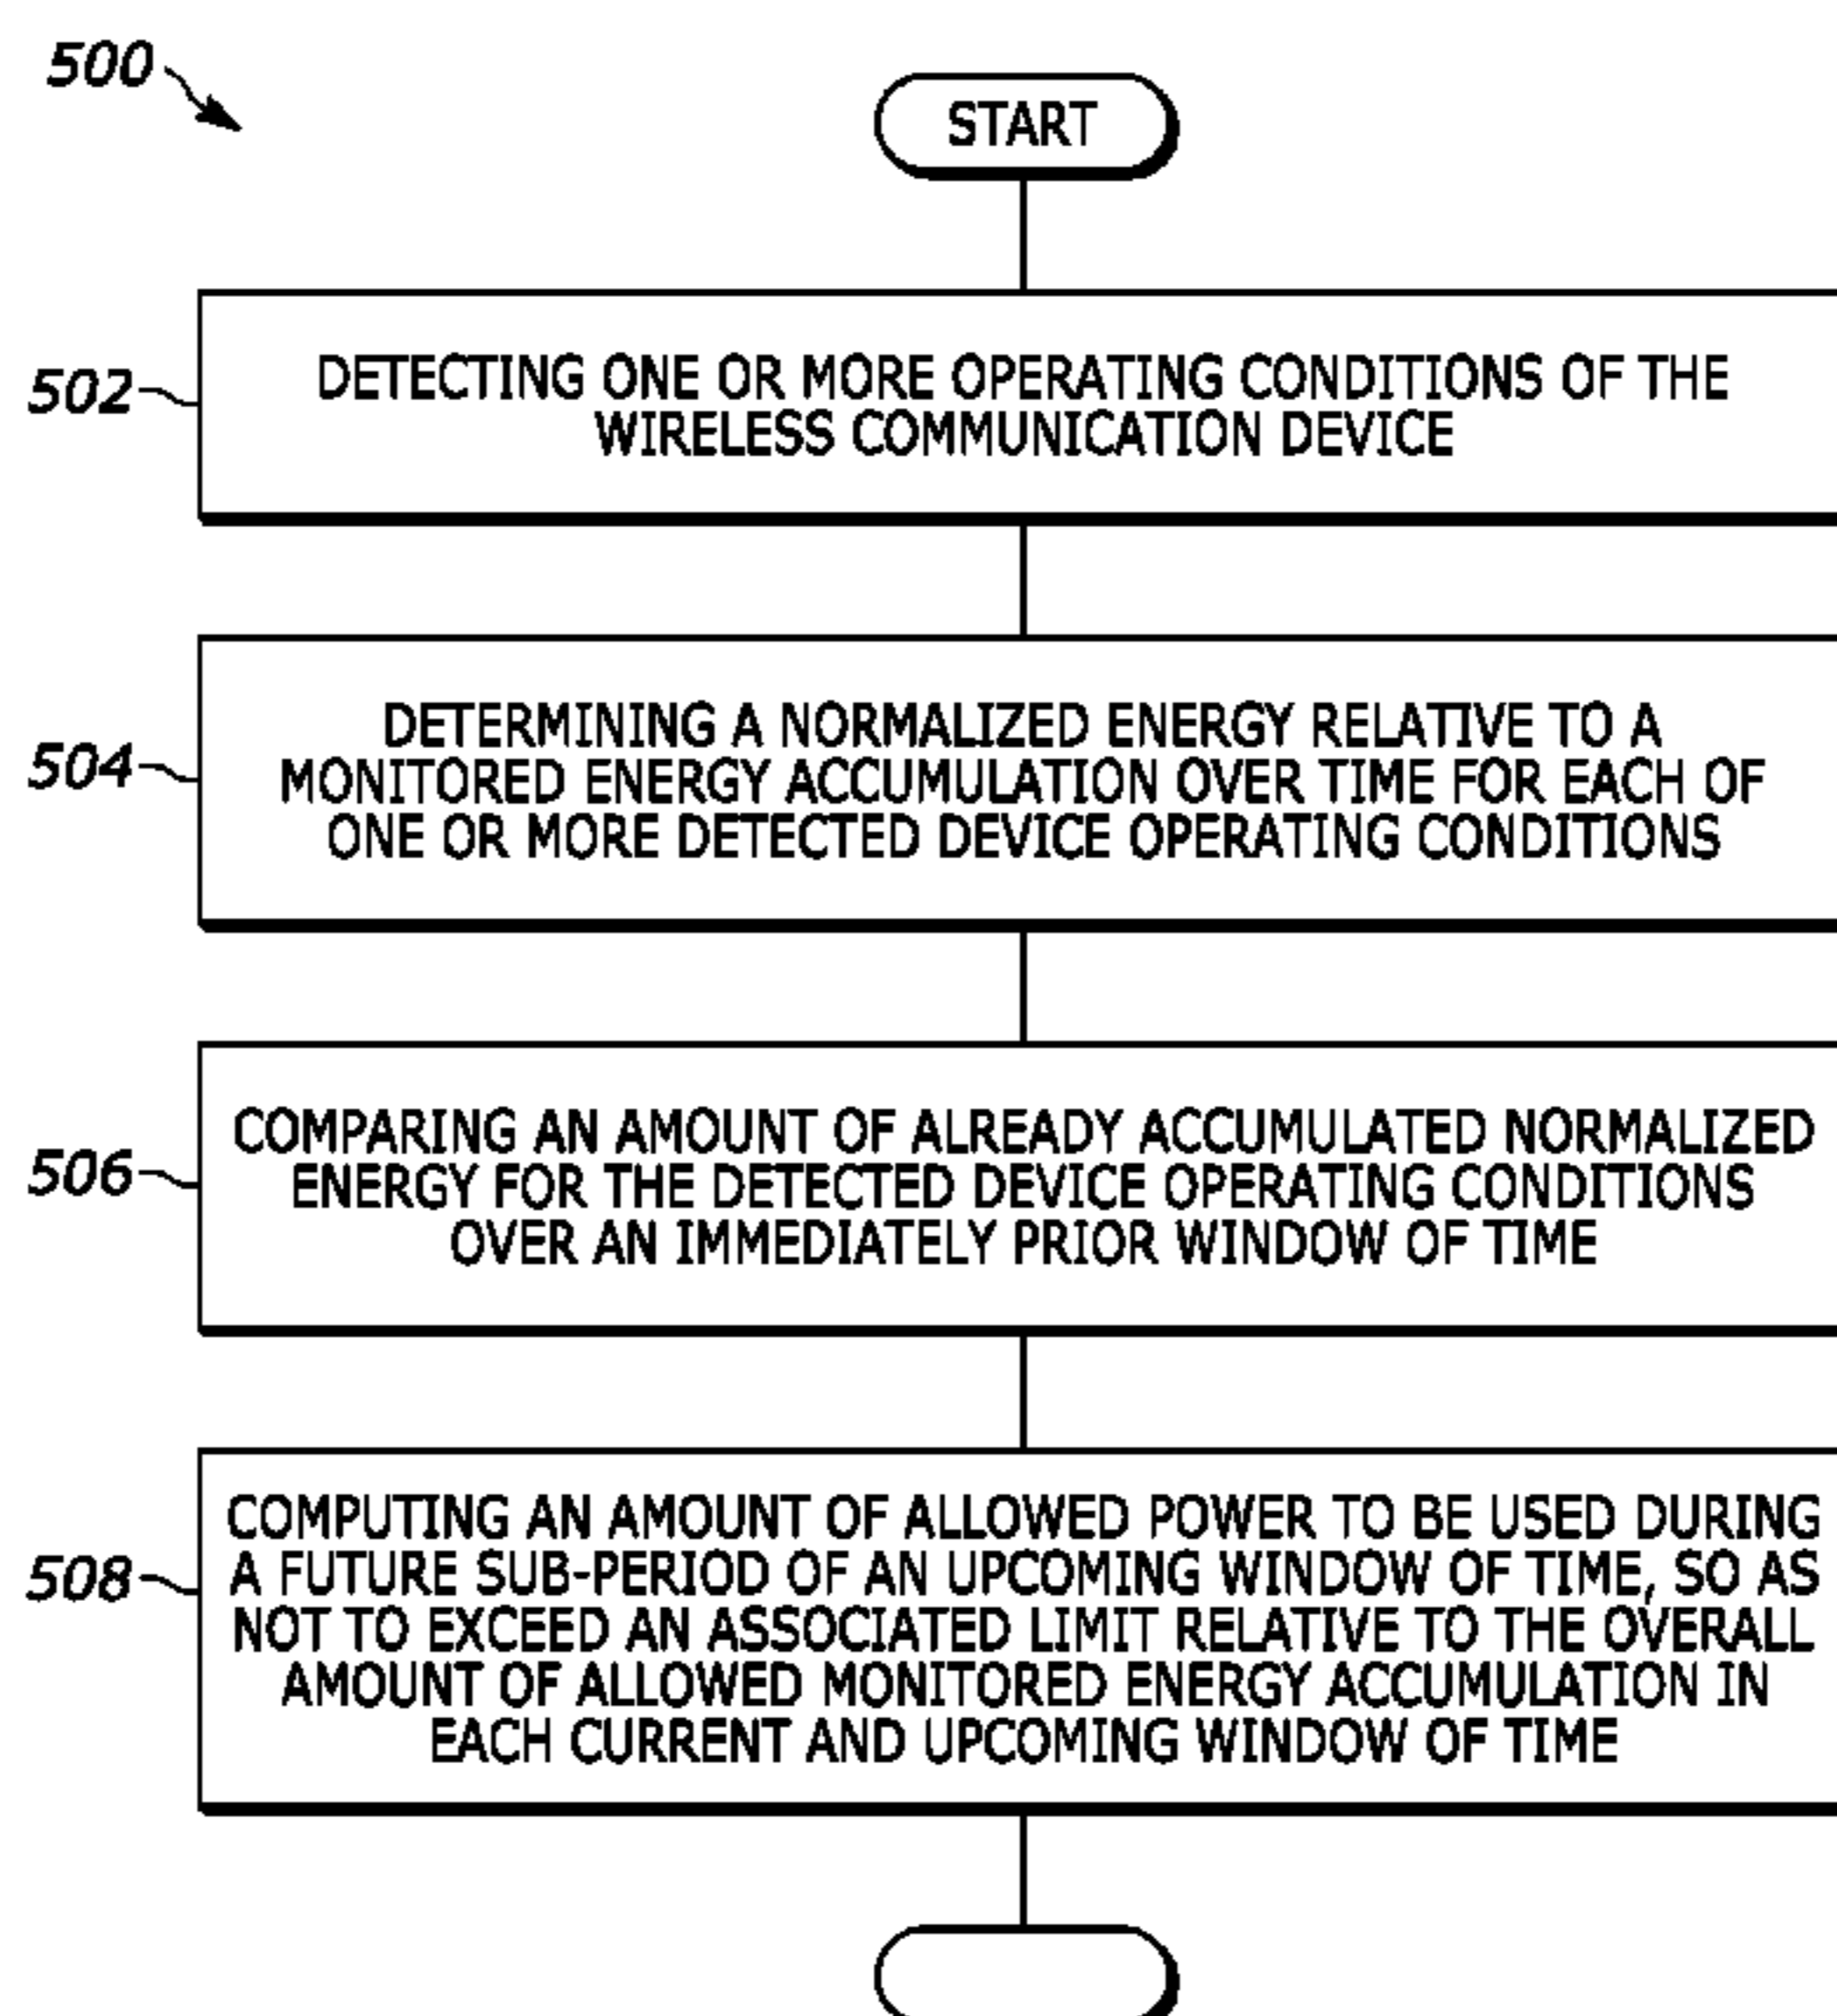 500
START
502
DETECTING ONE OR MORE OPERATING CONDITIONS OF THE
WIRELESS COMMUNICATION DEVICE
504
DETERMINING A NORMALIZED ENERGY RELATIVE TO A
MONITORED ENERGY ACCUMULATION OVER TIME FOR EACH OF
ONE OR MORE DETECTED DEVICE OPERATING CONDITIONS
506
COMPARING AN AMOUNT OF ALREADY ACCUMULATED NORMALIZED
ENERGY FOR THE DETECTED DEVICE OPERATING CONDITIONS
OVER AN IMMEDIATELY PRIOR WINDOW OF TIME
508
COMPUTING AN AMOUNT OF ALLOWED POWER TO BE USED DURING
A FUTURE SUB-PERIOD OF AN UPCOMING WINDOW OF TIME, SO AS
NOT TO EXCEED AN ASSOCIATED LIMIT RELATIVE TO THE OVERALL
AMOUNT OF ALLOWED MONITORED ENERGY ACCUMULATION IN
EACH CURRENT AND UPCOMING WINDOW OF TIME